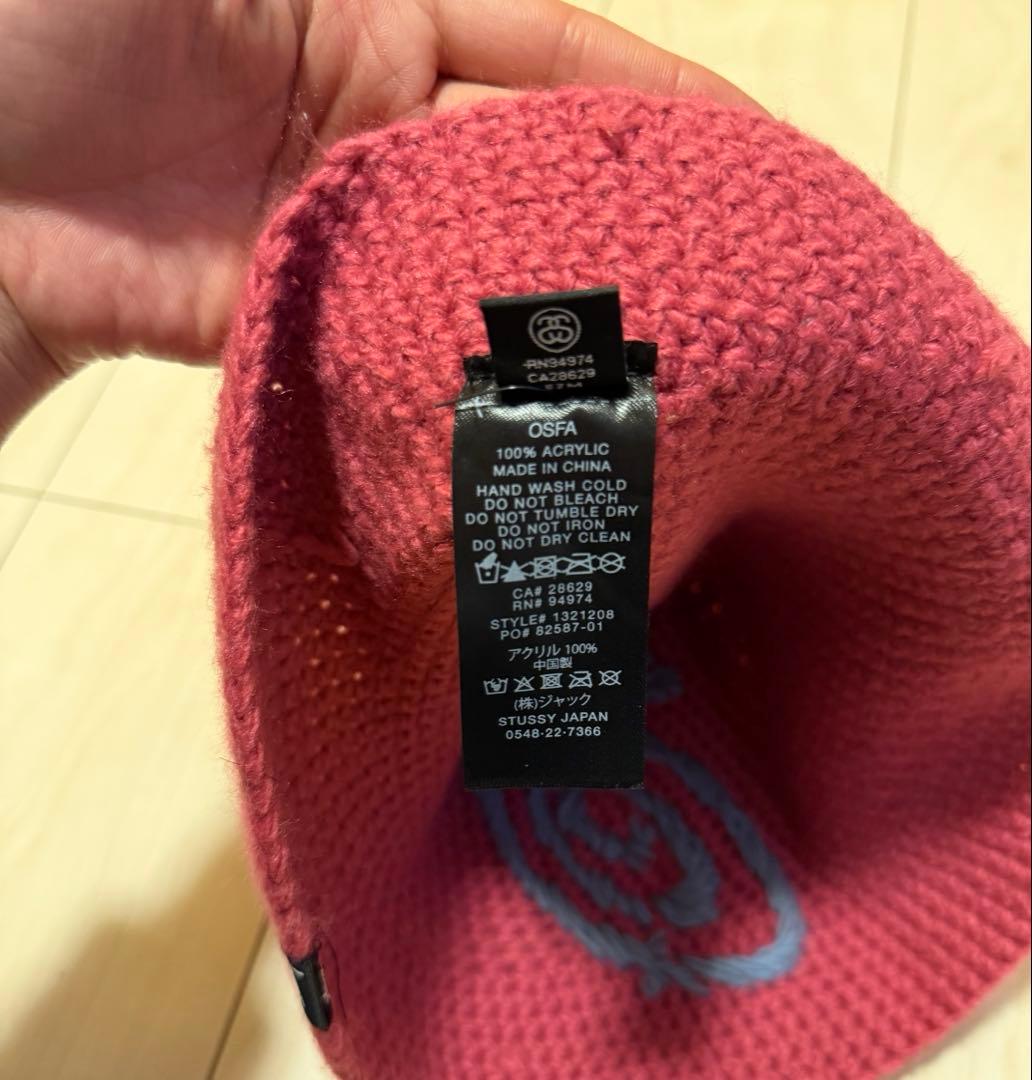 RN94974
CA28629
OSFA
100% ACRYLIC
MADE IN CHINA
HAND WASH COLD
DO NOT BLEACH
DO NOT TUMBLE DRY
DO NOT IRON
DO NOT DRY CLEAN
CA# 28629
RN# 94974
STYLE# 1321208
PO# 82587-01
アクリル 100%
中国製
(株)ジャック
STUSSY JAPAN
0548·22·7366